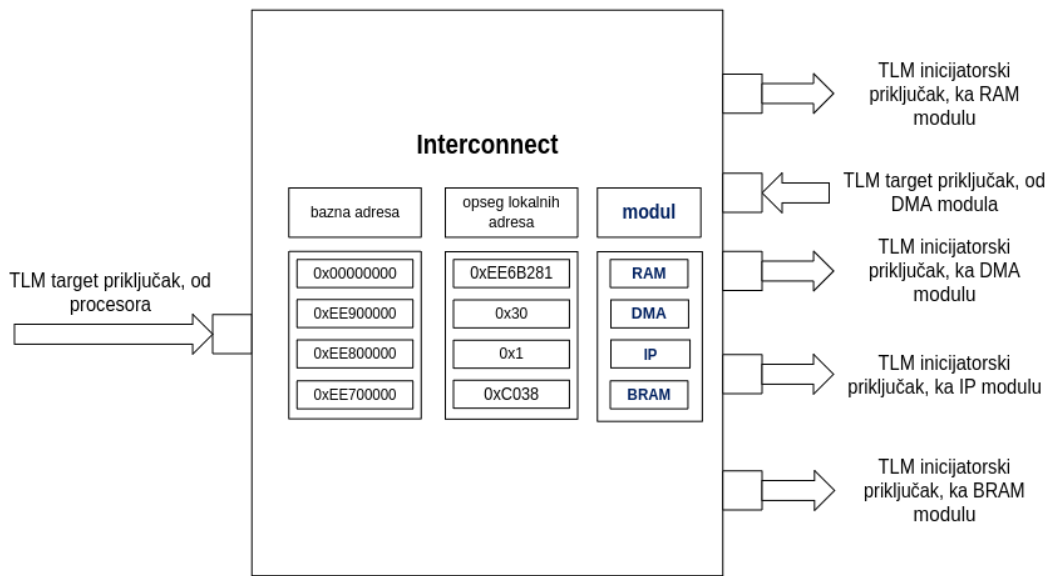 Interconnect
bazna adresa
opseg lokalnih
adresa
modul
0x00000000
0xEE6B281
RAM
0xEE900000
0x30
DMA
0xEE800000
0x1
IP
0xEE700000
0xC038
BRAM
TLM target priključak, od
procesora
TLM inicijatorski
priključak, ka RAM
modulu
TLM target priključak, od
DMA modula
TLM inicijatorski
priključak, ka DMA
modulu
TLM inicijatorski
priključak, ka IP modulu
TLM inicijatorski
priključak, ka BRAM
modulu